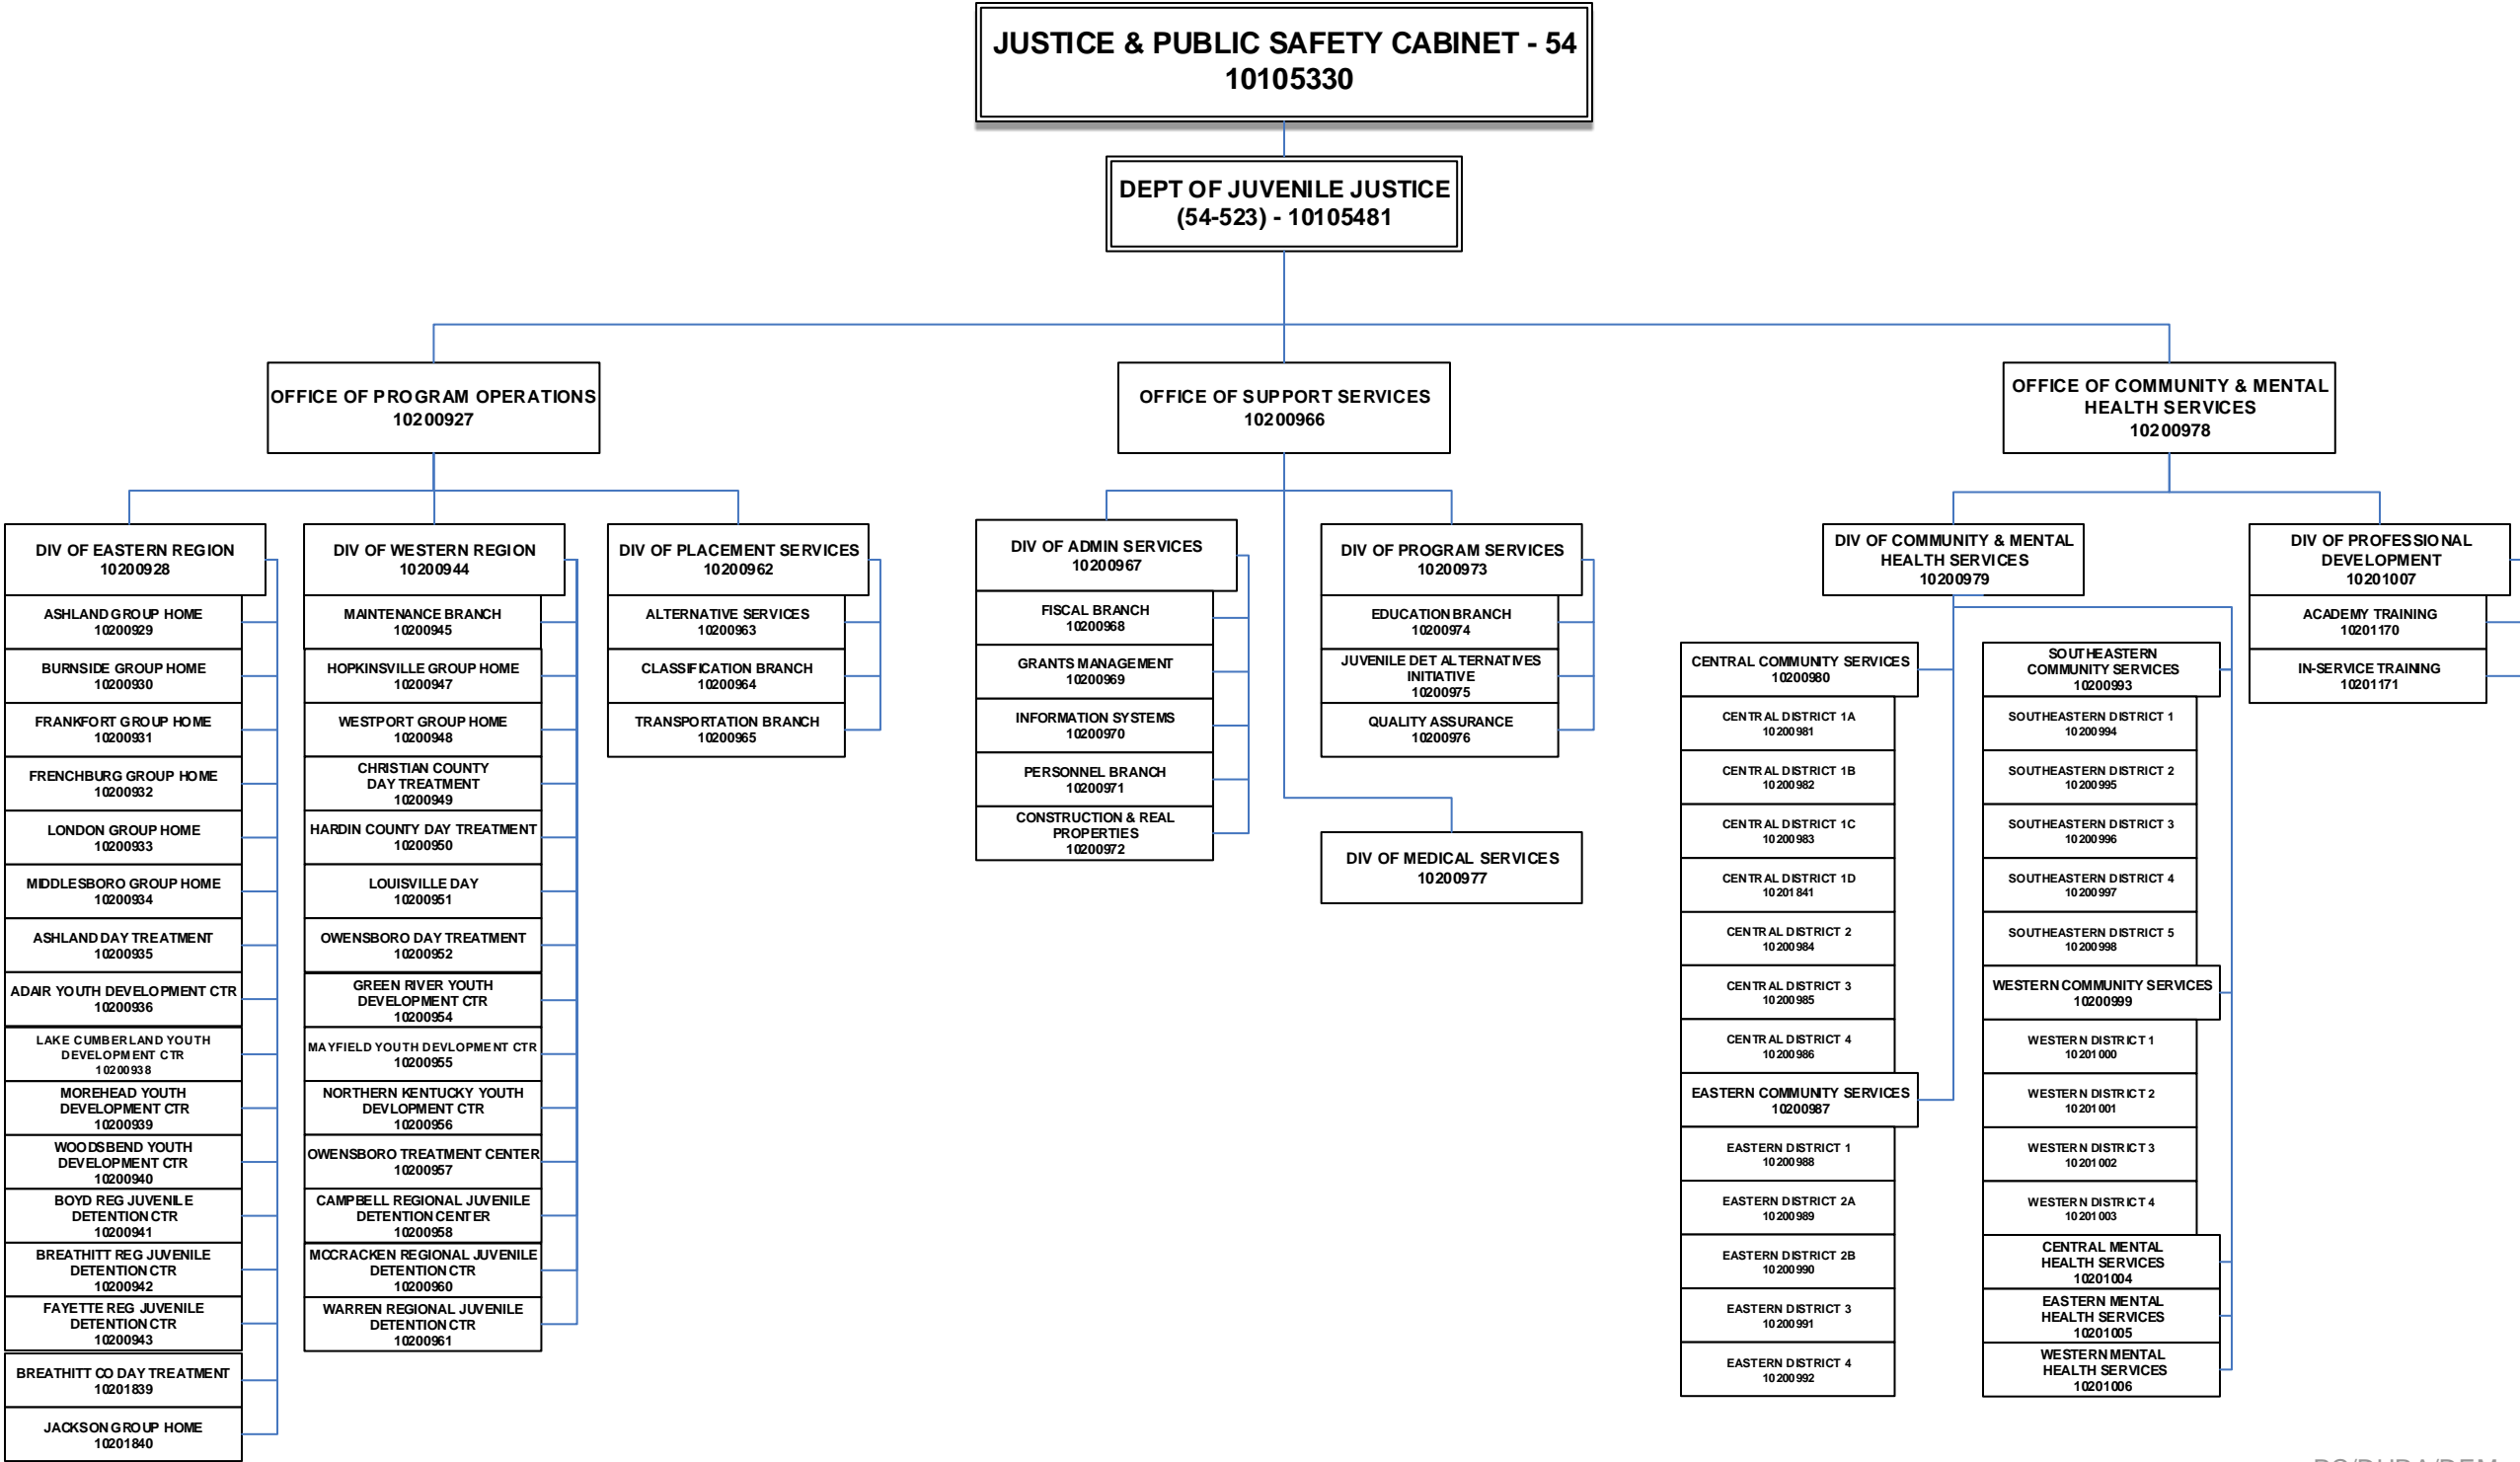 JUSTICE & PUBLIC SAFETY CABINET - 54
10105330
DEPT OF JUVENILE JUSTICE
(54-523) - 10105481
OFFICE OF PROGRAM OPERATIONS
10200927
OFFICE OF SUPPORT SERVICES
10200966
OFFICE OF COMMUNITY & MENTAL
HEALTH SERVICES
10200978
DIV OF EASTERN REGION
10200928
ASHLAND GROUP HOME
10200929
BURNSIDE GROUP HOME
10200930
FRANKFORT GROUP HOME
10200931
FRENCHBURG GROUP HOME
10200932
LONDON GROUP HOME
10200933
MIDDLESBORO GROUP HOME
10200934
ASHLAND DAY TREATMENT
10200935
ADAIR YOUTH DEVELOPMENT CTR
10200936
LAKE CUMBERLAND YOUTH
DEVELOPMENT CTR
10200938
MOREHEAD YOUTH
DEVELOPMENT CTR
10200939
WOODSBEND YOUTH
DEVELOPMENT CTR
10200940
BOYD REG JUVENILE
DETENTION CTR
10200941
BREATHITT REG JUVENILE
DETENTION CTR
10200942
FAYETTE REG JUVENILE
DETENTION CTR
10200943
BREATHITT CO DAY TREATMENT
10201839
JACKSON GROUP HOME
10201840
DIV OF WESTERN REGION
10200944
MAINTENANCE BRANCH
10200945
HOPKINSVILLE GROUP HOME
10200947
WESTPORT GROUP HOME
10200948
CHRISTIAN COUNTY
DAY TREATMENT
10200949
HARDIN COUNTY DAY TREATMENT
10200950
LOUISVILLE DAY
10200951
OWENSBORO DAY TREATMENT
10200952
GREEN RIVER YOUTH
DEVELOPMENT CTR
10200954
MAYFIELD YOUTH DEVLOPMENT CTR
10200955
NORTHERN KENTUCKY YOUTH
DEVLOPMENT CTR
10200956
OWENSBORO TREATMENT CENTER
10200957
CAMPBELL REGIONAL JUVENILE
DETENTION CENTER
10200958
MCCRACKEN REGIONAL JUVENILE
DETENTION CTR
10200960
WARREN REGIONAL JUVENILE
DETENTION CTR
10200961
DIV OF PLACEMENT SERVICES
10200962
ALTERNATIVE SERVICES
10200963
CLASSIFICATION BRANCH
10200964
TRANSPORTATION BRANCH
10200965
DIV OF ADMIN SERVICES
10200967
FISCAL BRANCH
10200968
GRANTS MANAGEMENT
10200969
INFORMATION SYSTEMS
10200970
PERSONNEL BRANCH
10200971
CONSTRUCTION & REAL
PROPERTIES
10200972
DIV OF PROGRAM SERVICES
10200973
EDUCATION BRANCH
10200974
JUVENILE DET ALTERNATIVES
INITIATIVE
10200975
QUALITY ASSURANCE
10200976
DIV OF MEDICAL SERVICES
10200977
DIV OF COMMUNITY & MENTAL
HEALTH SERVICES
10200979
CENTRAL COMMUNITY SERVICES
10200980
CENTRAL DISTRICT 1A
10200981
CENTRAL DISTRICT 1B
10200982
CENTRAL DISTRICT 1C
10200983
CENTRAL DISTRICT 1D
10201841
CENTRAL DISTRICT 2
10200984
CENTRAL DISTRICT 3
10200985
CENTRAL DISTRICT 4
10200986
EASTERN COMMUNITY SERVICES
10200987
EASTERN DISTRICT 1
10200988
EASTERN DISTRICT 2A
10200989
EASTERN DISTRICT 2B
10200990
EASTERN DISTRICT 3
10200991
EASTERN DISTRICT 4
10200992
SOUTHEASTERN
COMMUNITY SERVICES
10200993
SOUTHEASTERN DISTRICT 1
10200994
SOUTHEASTERN DISTRICT 2
10200995
SOUTHEASTERN DISTRICT 3
10200996
SOUTHEASTERN DISTRICT 4
10200997
SOUTHEASTERN DISTRICT 5
10200998
WESTERN COMMUNITY SERVICES
10200999
WESTERN DISTRICT 1
10201000
WESTERN DISTRICT 2
10201001
WESTERN DISTRICT 3
10201002
WESTERN DISTRICT 4
10201003
CENTRAL MENTAL
HEALTH SERVICES
10201004
EASTERN MENTAL
HEALTH SERVICES
10201005
WESTERN MENTAL
HEALTH SERVICES
10201006
DIV OF PROFESSIONAL
DEVELOPMENT
10201007
ACADEMY TRAINING
10201170
IN-SERVICE TRAINING
10201171